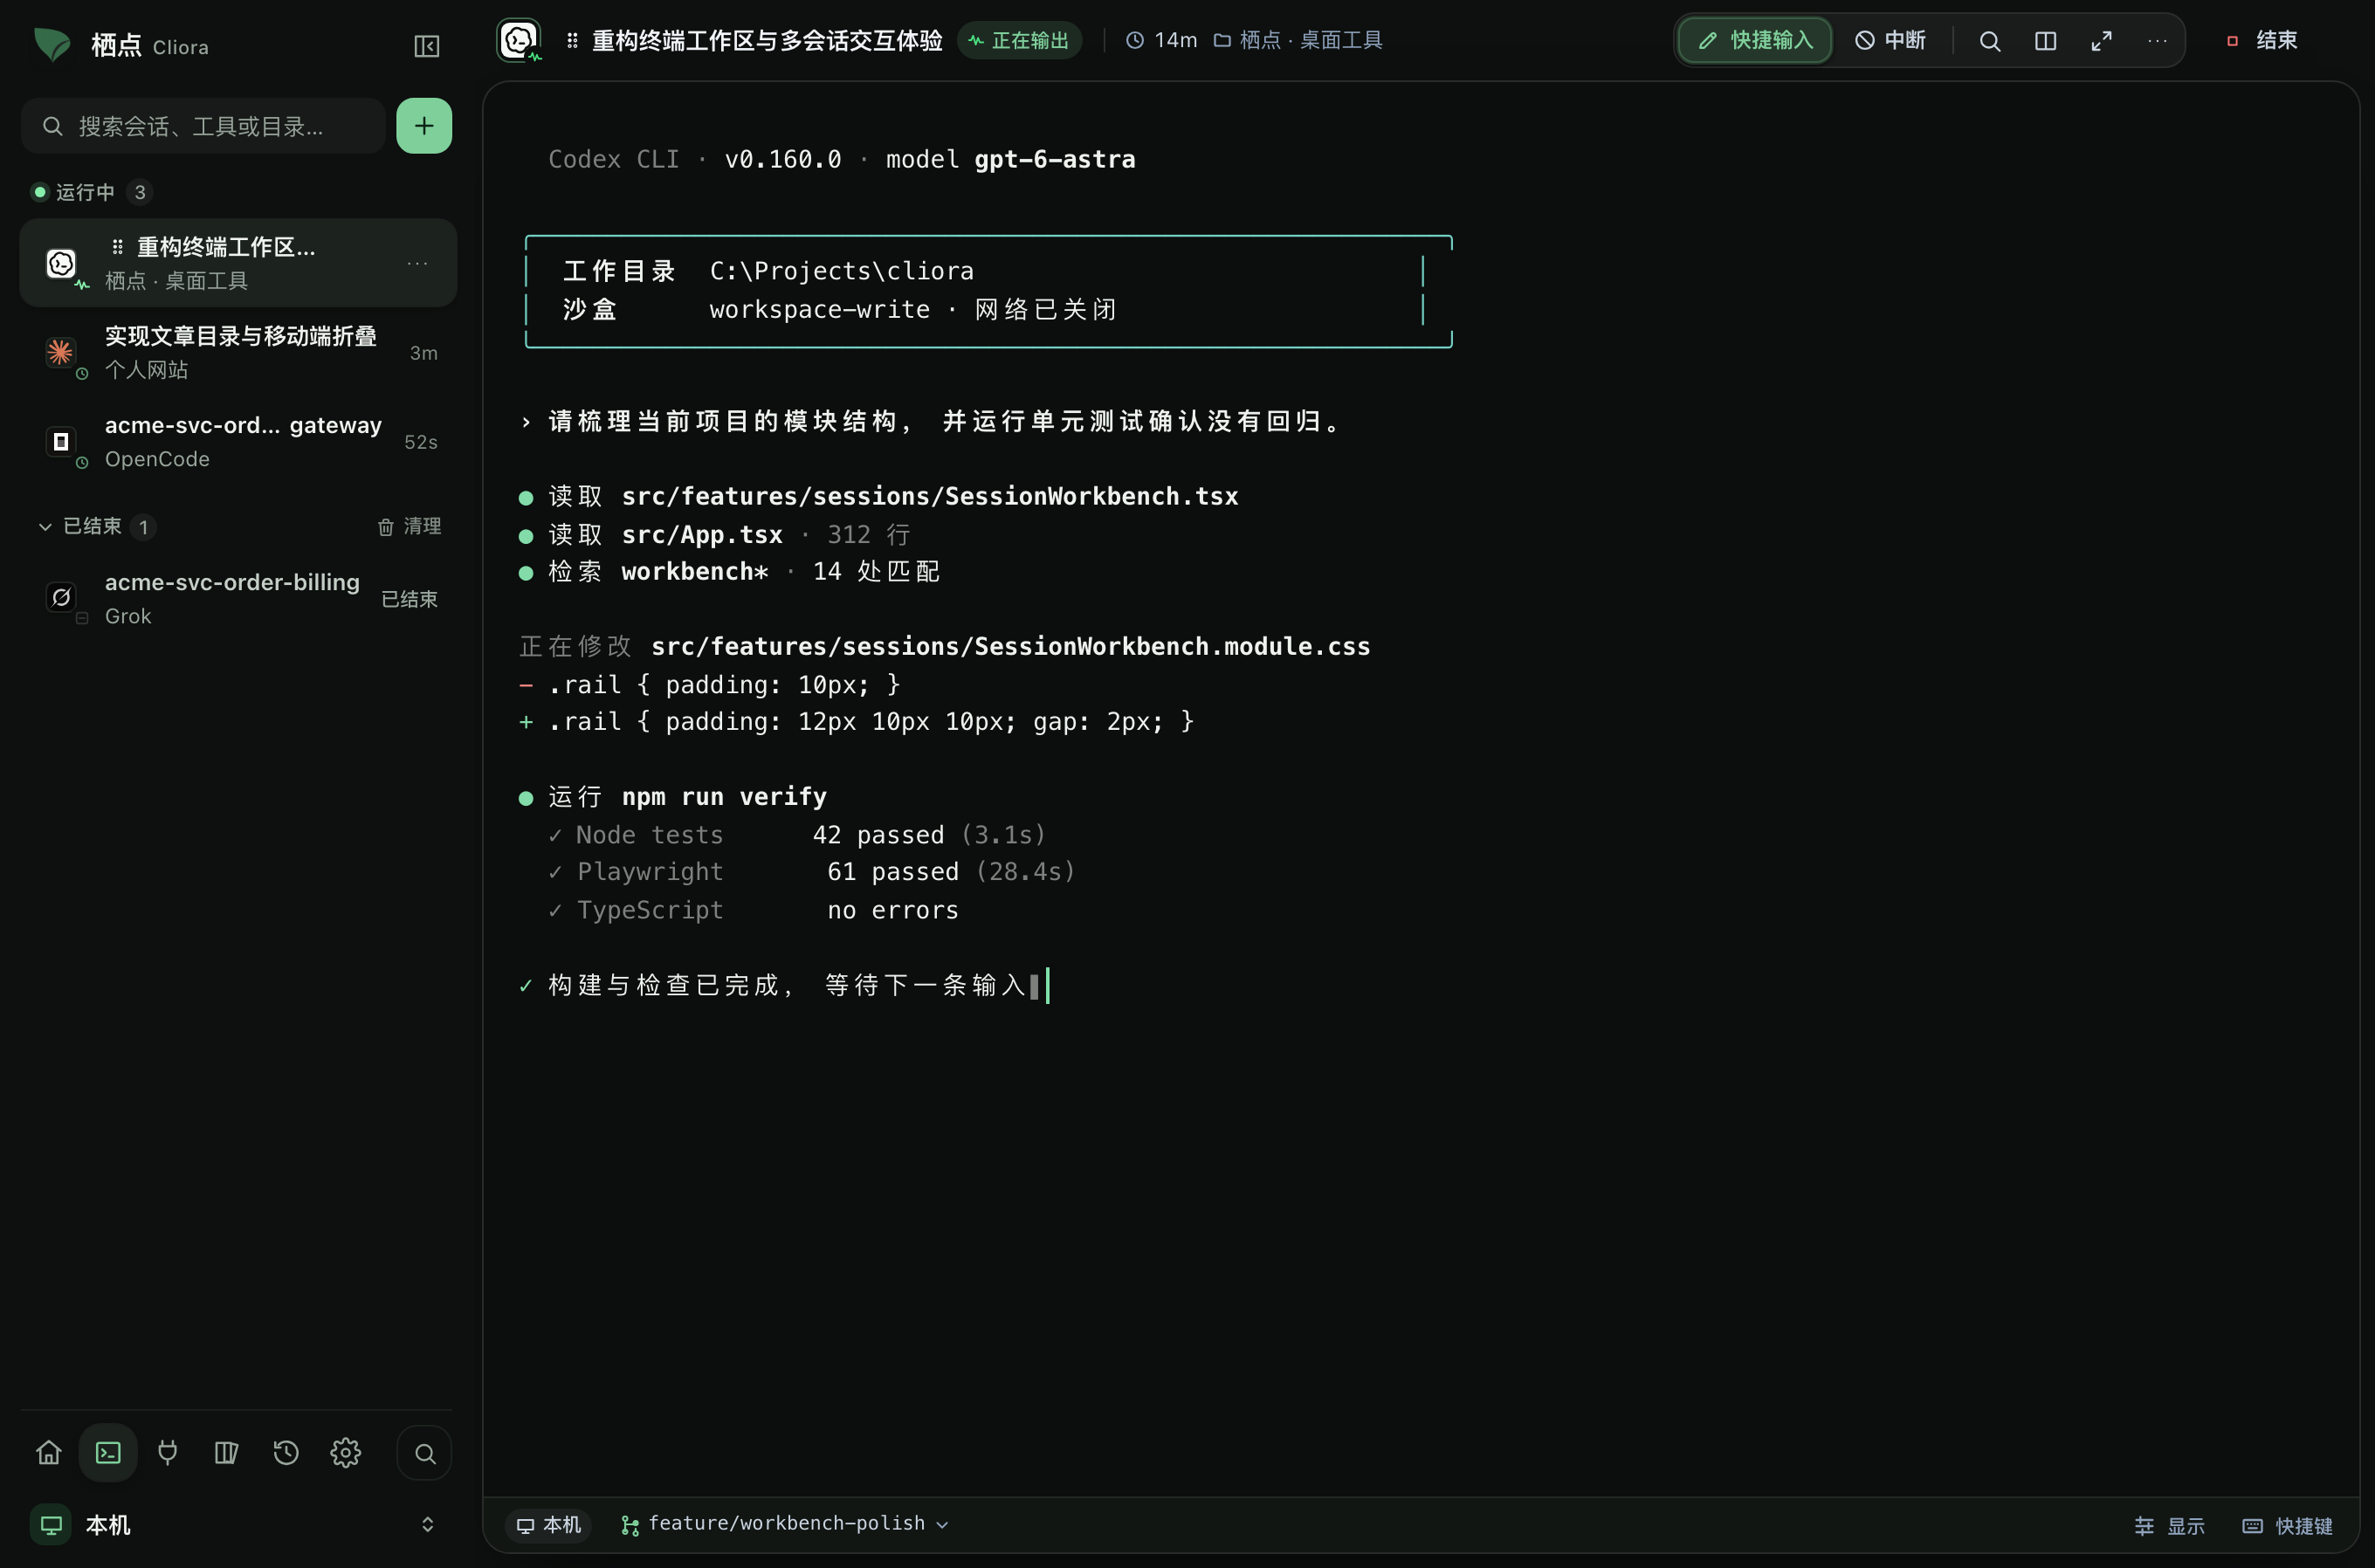 栖点 Cliora
搜索会话、工具或目录...
运行中 3
⠿ 重构终端工作区...
栖点 · 桌面工具
···
实现文章目录与移动端折叠
个人网站
3m
acme-svc-ord... gateway
OpenCode
52s
已结束 1
清理
acme-svc-order-billing
Grok
已结束
本机
⠿ 重构终端工作区与多会话交互体验
正在输出
14m
栖点 · 桌面工具
快捷输入
中断
···
结束
Codex CLI · v0.160.0 · model gpt-6-astra
工作目录 C:\Projects\cliora
沙盒 workspace-write · 网络已关闭
› 请梳理当前项目的模块结构, 并运行单元测试确认没有回归。
● 读取 src/features/sessions/SessionWorkbench.tsx
● 读取 src/App.tsx · 312 行
● 检索 workbench* · 14 处匹配
正在修改 src/features/sessions/SessionWorkbench.module.css
- .rail { padding: 10px; }
+ .rail { padding: 12px 10px 10px; gap: 2px; }
● 运行 npm run verify
✓ Node tests 42 passed (3.1s)
✓ Playwright 61 passed (28.4s)
✓ TypeScript no errors
✓ 构建与检查已完成, 等待下一条输入
本机
feature/workbench-polish
显示
快捷键